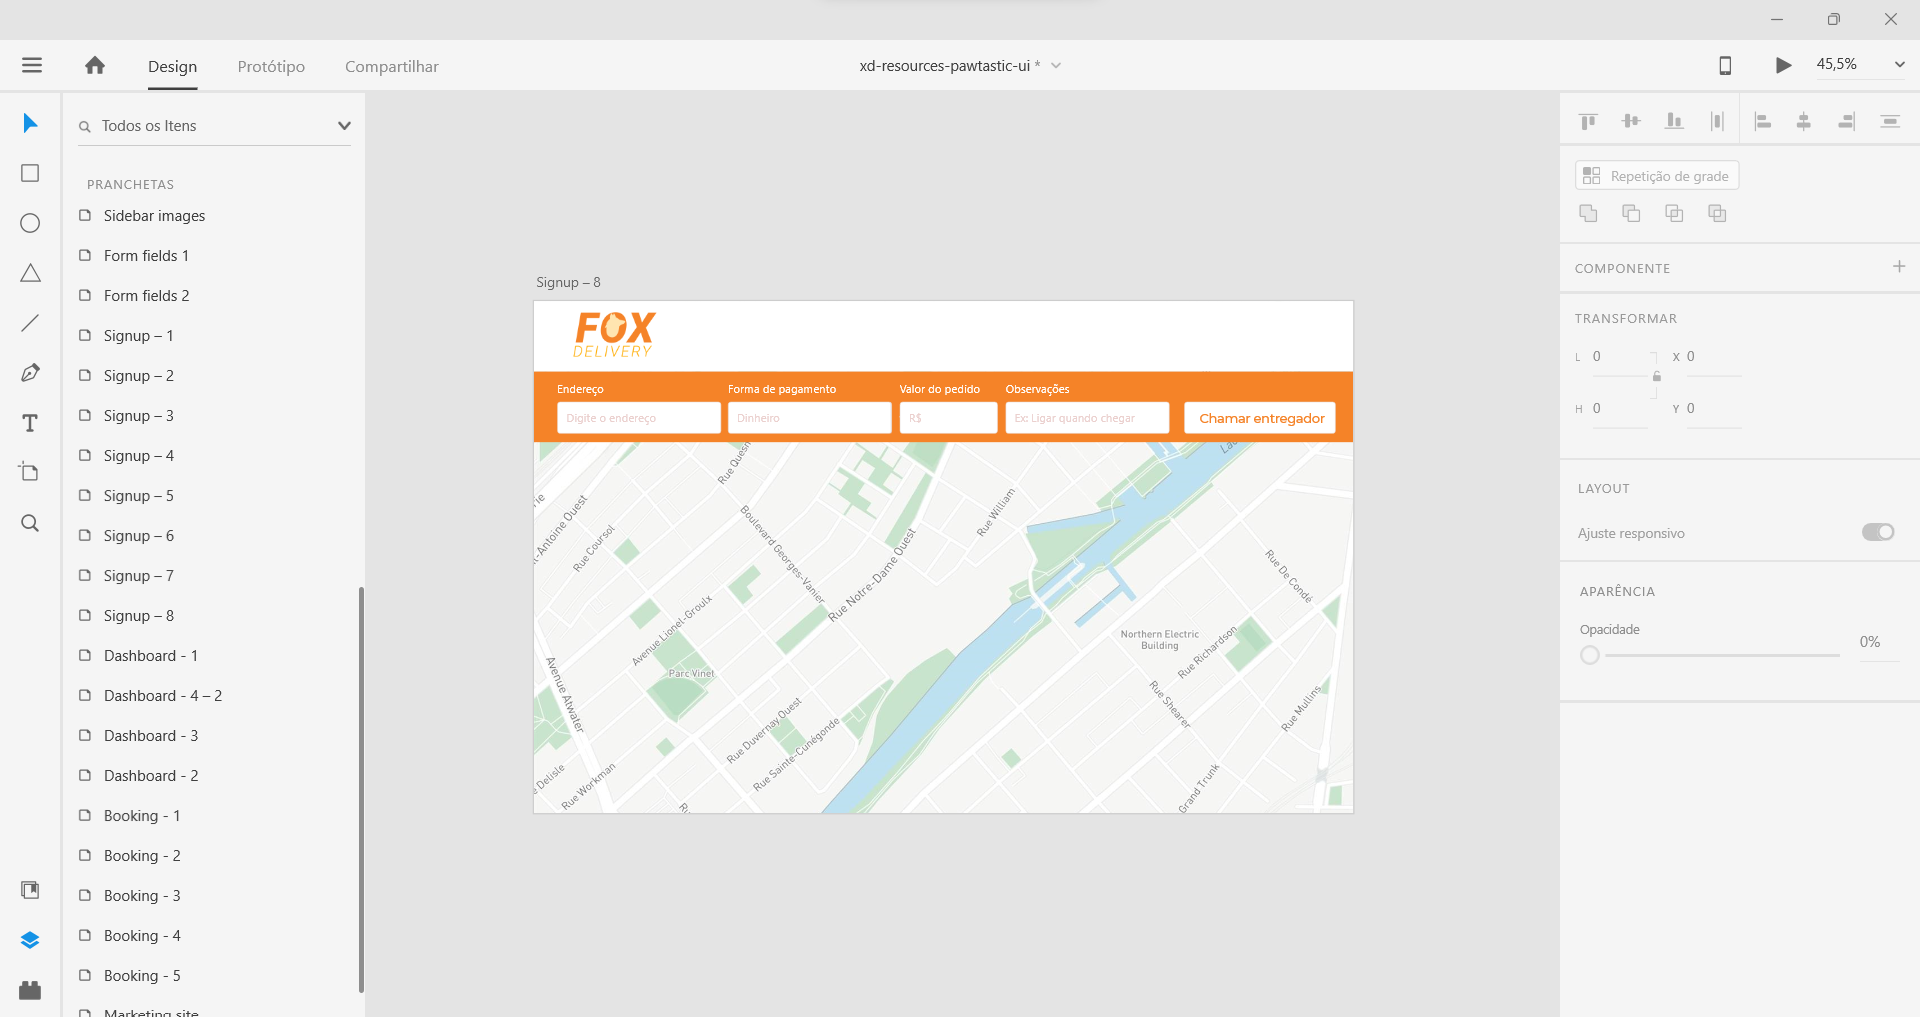 Design
Protótipo
Compartilhar
xd-resources-pawtastic-ui *
45,5%
Todos os Itens
PRANCHETAS
Sidebar images
Form fields 1
Form fields 2
Signup – 1
Signup – 2
Signup – 3
Signup – 4
Signup – 5
Signup – 6
Signup – 7
Signup – 8
Dashboard - 1
Dashboard - 4 – 2
Dashboard - 3
Dashboard - 2
Booking - 1
Booking - 2
Booking - 3
Booking - 4
Booking - 5
Marketing site
Signup – 8
FOX
DELIVERY
Endereço
Forma de pagamento
Valor do pedido
Observações
Digite o endereço
Dinheiro
R$
Ex: Ligar quando chegar
Chamar entregador
Rue Quesn
Rue William
t-Antoine Ouest
Rue Coursol
Boulevard Georges-Vanier
Rue Notre-Dame Ouest
Rue De Condé
Avenue Lionel-Groulx
Northern Electric
Building
Rue Richardson
Parc Vinet
Avenue Atwater
Rue Shearer
Rue Mullins
Rue Duvernay Ouest
Rue Sainte-Cunégonde
e Delisle
Rue Workman
Grand Trunk
Repetição de grade
COMPONENTE
TRANSFORMAR
L 0
X 0
H 0
Y 0
LAYOUT
Ajuste responsivo
APARÊNCIA
Opacidade
0%